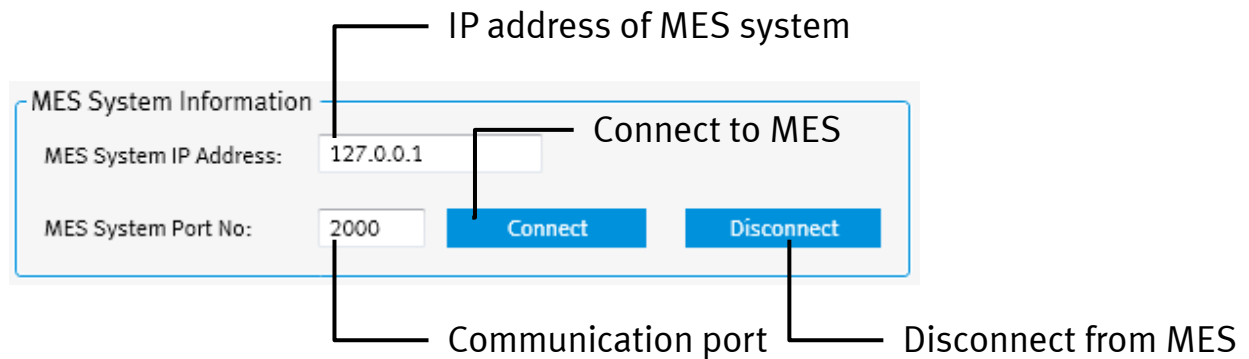 IP address of MES system
MES System Information
Connect to MES
MES System IP Address: 127.0.0.1
MES System Port No: 2000 Connect Disconnect
Communication port Disconnect from MES